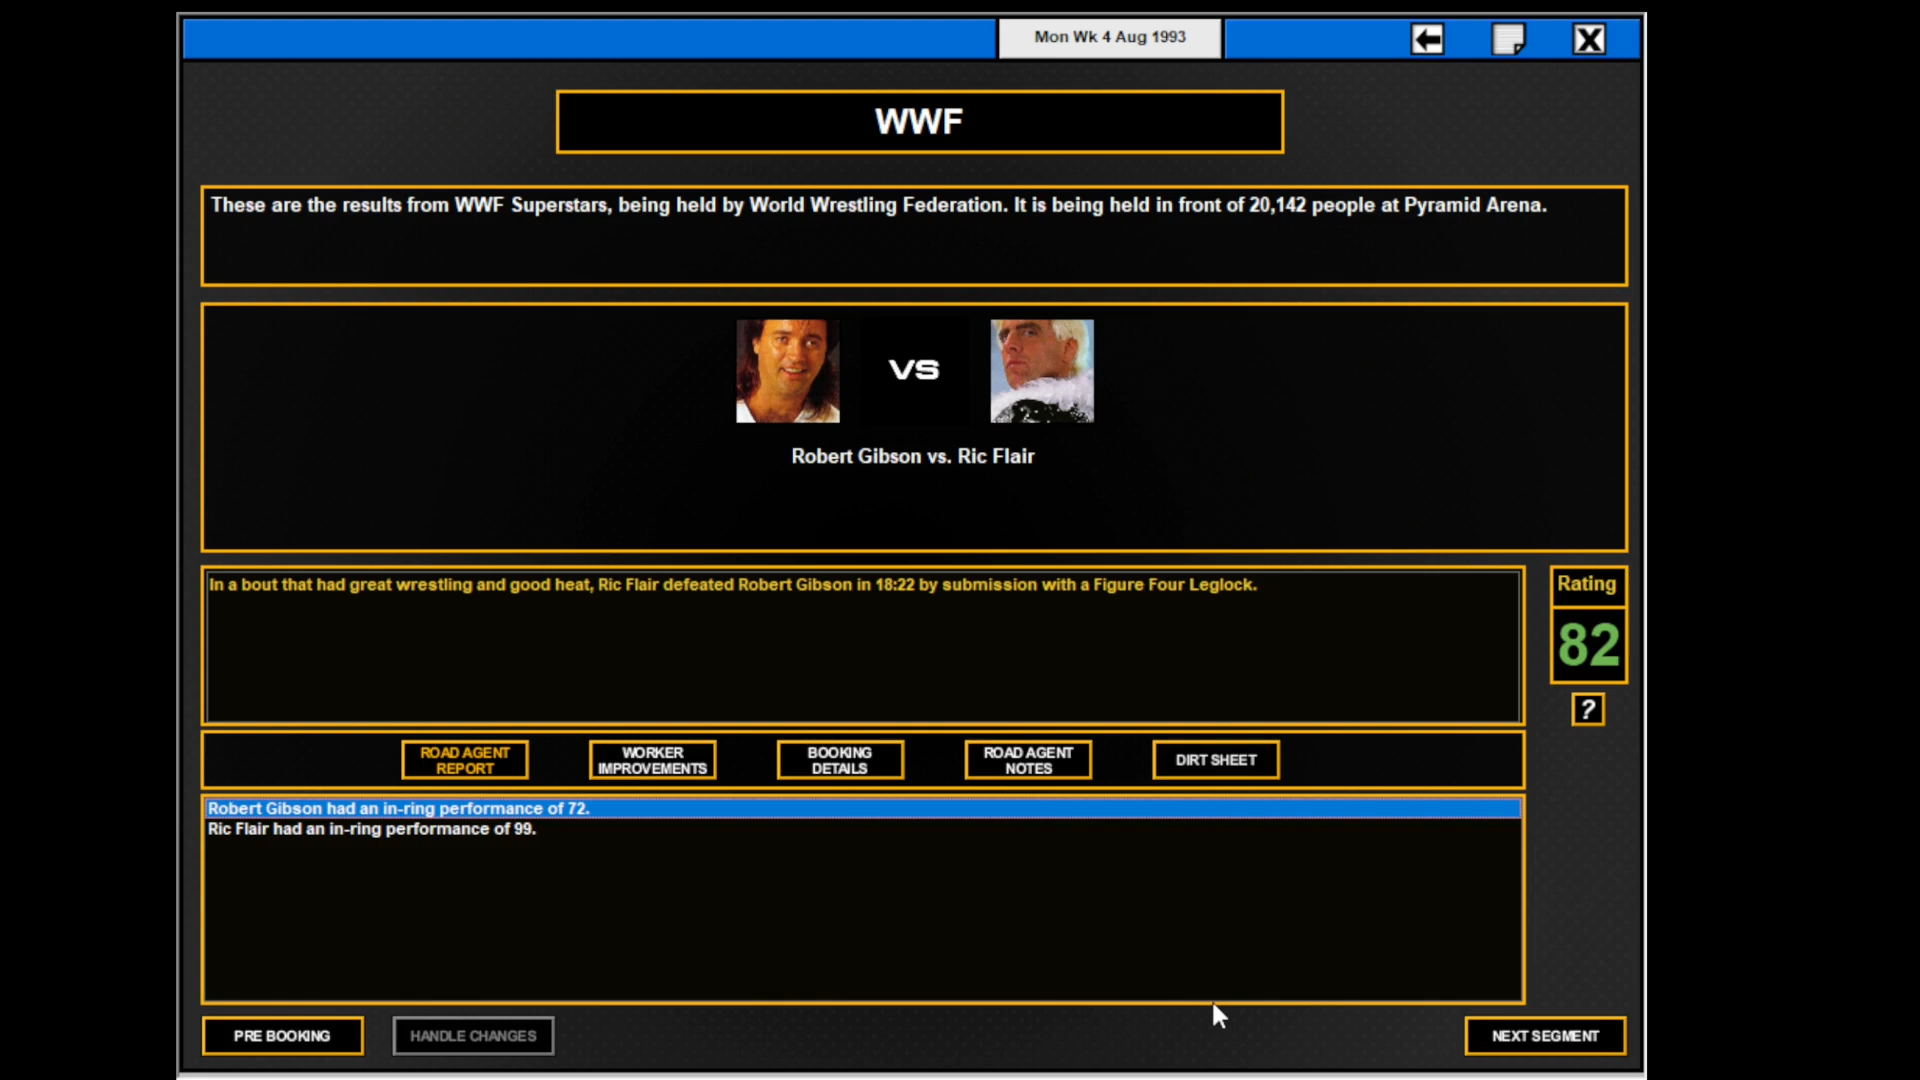 Mon Wk 4 Aug 1993
WWF
These are the results from WWF Superstars, being held by World Wrestling Federation. It is being held in front of 20,142 people at Pyramid Arena.
VS
Robert Gibson vs. Ric Flair
In a bout that had great wrestling and good heat, Ric Flair defeated Robert Gibson in 18:22 by submission with a Figure Four Leglock.
Rating
82
?
ROAD AGENT
REPORT
WORKER
IMPROVEMENTS
BOOKING
DETAILS
ROAD AGENT
NOTES
DIRT SHEET
Robert Gibson had an in-ring performance of 72.
Ric Flair had an in-ring performance of 99.
PRE BOOKING
HANDLE CHANGES
NEXT SEGMENT